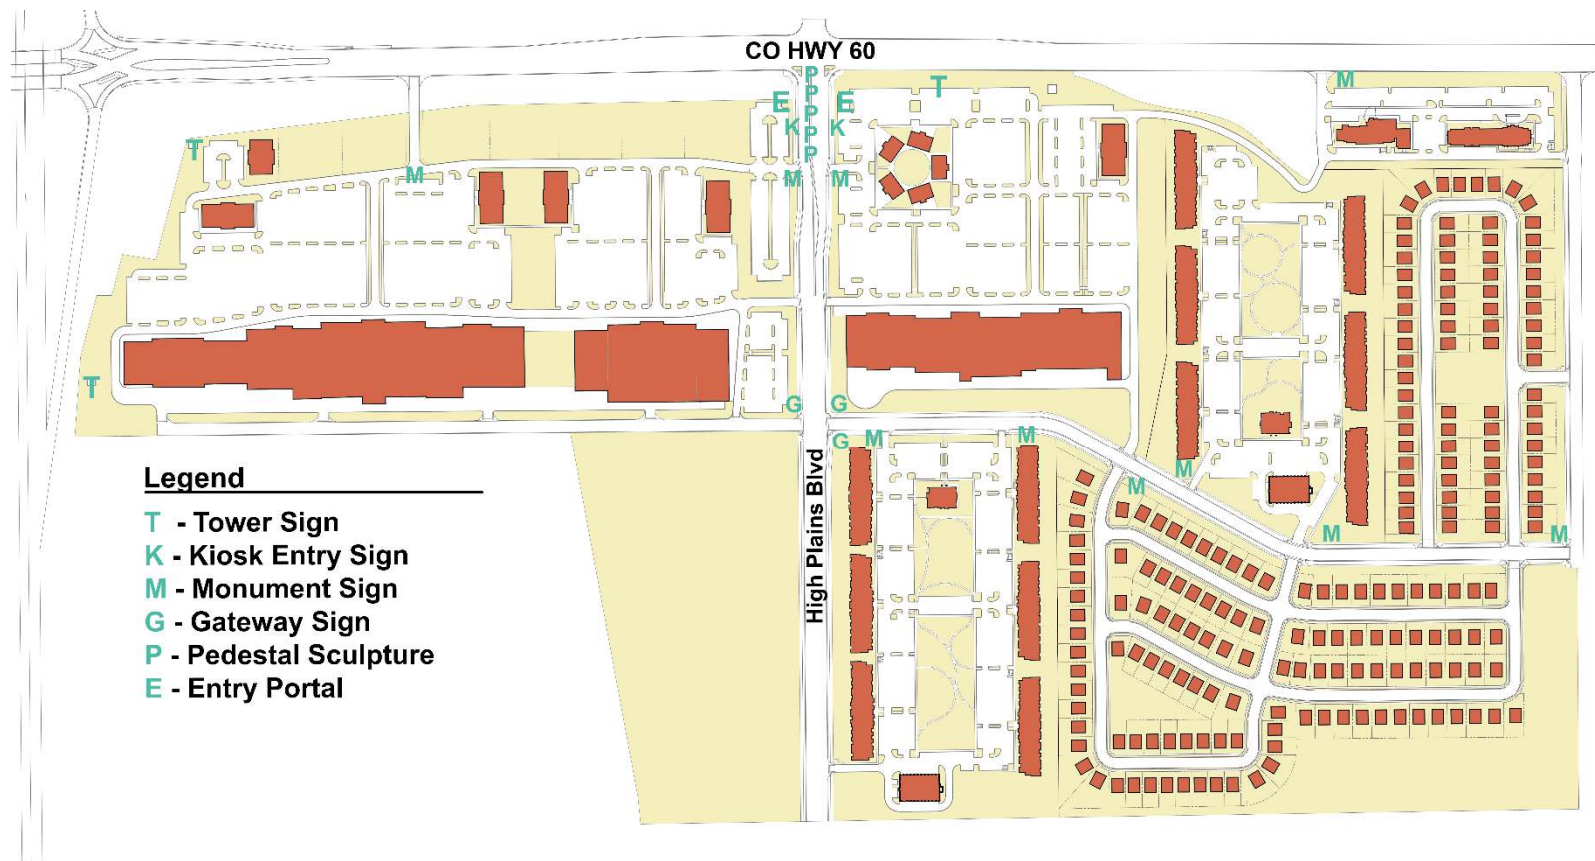 CO HWY 60
P
M
T
E
P
E
P
K
P
K
T
P
M
M
M
T
G
G
G
M
M
High Plains Blvd
M
M
M
M
Legend
T - Tower Sign
K - Kiosk Entry Sign
M - Monument Sign
G - Gateway Sign
P - Pedestal Sculpture
E - Entry Portal